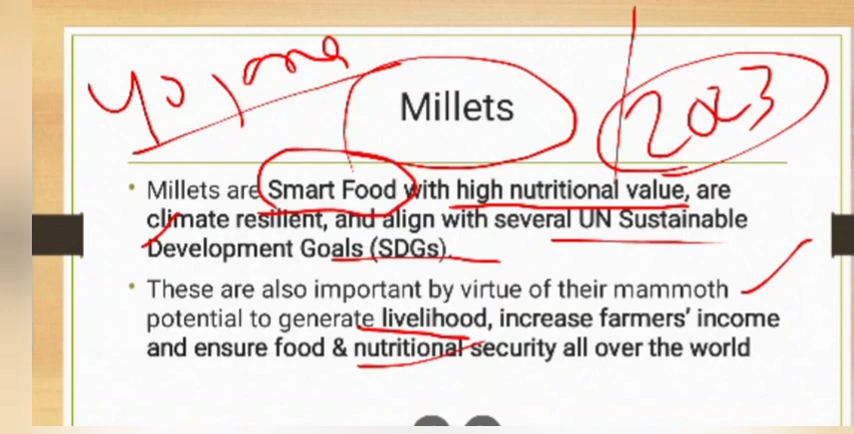 Yojna
Millets
2023
• Millets are Smart Food with high nutritional value, are
climate resilient, and align with several UN Sustainable
Development Goals (SDGs).
• These are also important by virtue of their mammoth
potential to generate livelihood, increase farmers' income
and ensure food & nutritional security all over the world